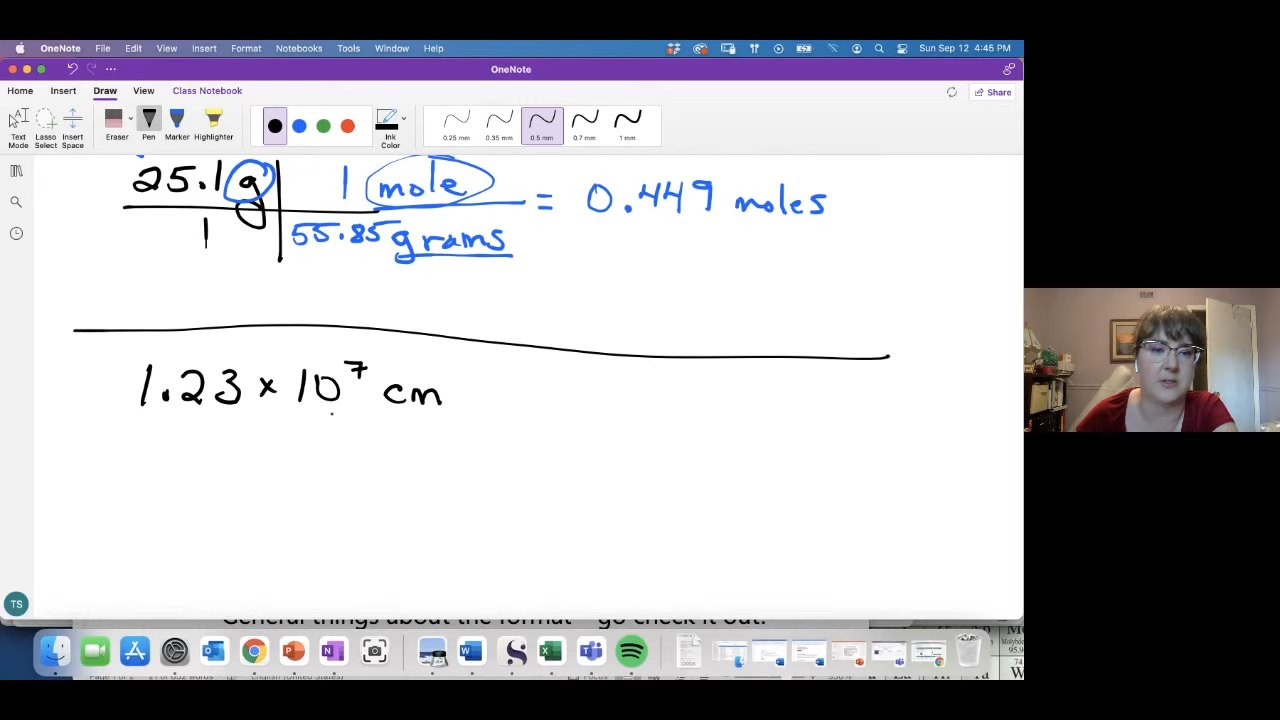 OneNote File Edit View Insert Format Notebooks Tools Window Help Sun Sep 12 4:45 PM
OneNote
Home Insert Draw View Class Notebook Share
Text Mode Lasso Select Insert Space Eraser Pen Marker Highlighter Ink Color 0.25 mm 0.35 mm 0.5 mm 0.7 mm 1 mm
25.1 g 1 mole = 0.449 moles
1 55.85 grams
1.23 × 10⁷ cm
TS
General things about the format - go check it out!